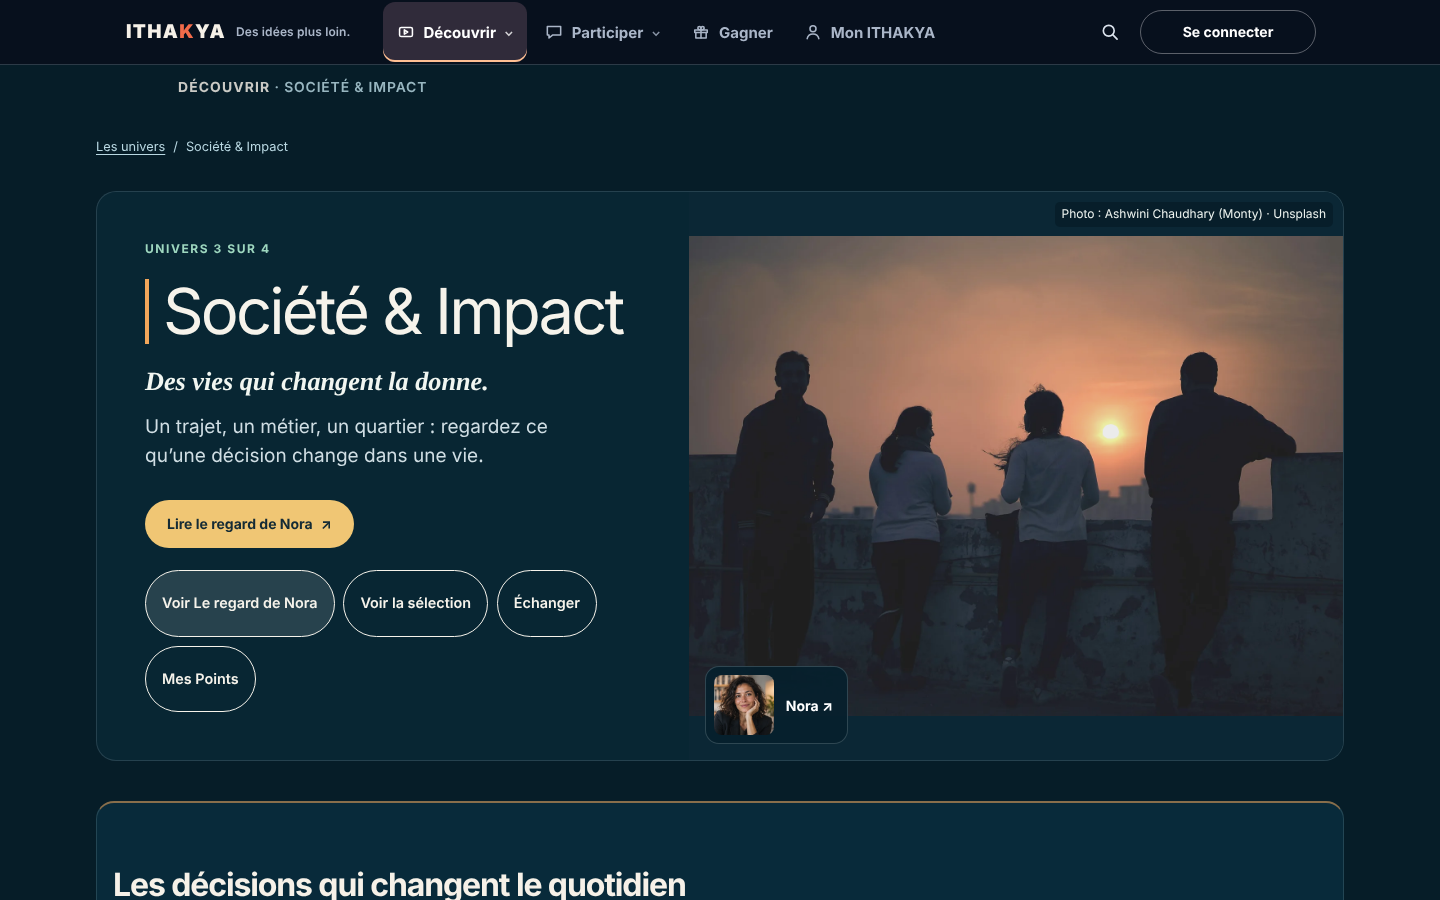 ITHAKYA Des idées plus loin. Découvrir Participer Gagner Mon ITHAKYA Se connecter
DÉCOUVRIR · SOCIÉTÉ & IMPACT
Les univers / Société & Impact
Photo : Ashwini Chaudhary (Monty) · Unsplash
UNIVERS 3 SUR 4
Société & Impact
Des vies qui changent la donne.
Un trajet, un métier, un quartier : regardez ce
qu’une décision change dans une vie.
Lire le regard de Nora ↗
Voir Le regard de Nora Voir la sélection Échanger
Mes Points
Nora ↗
Les décisions qui changent le quotidien